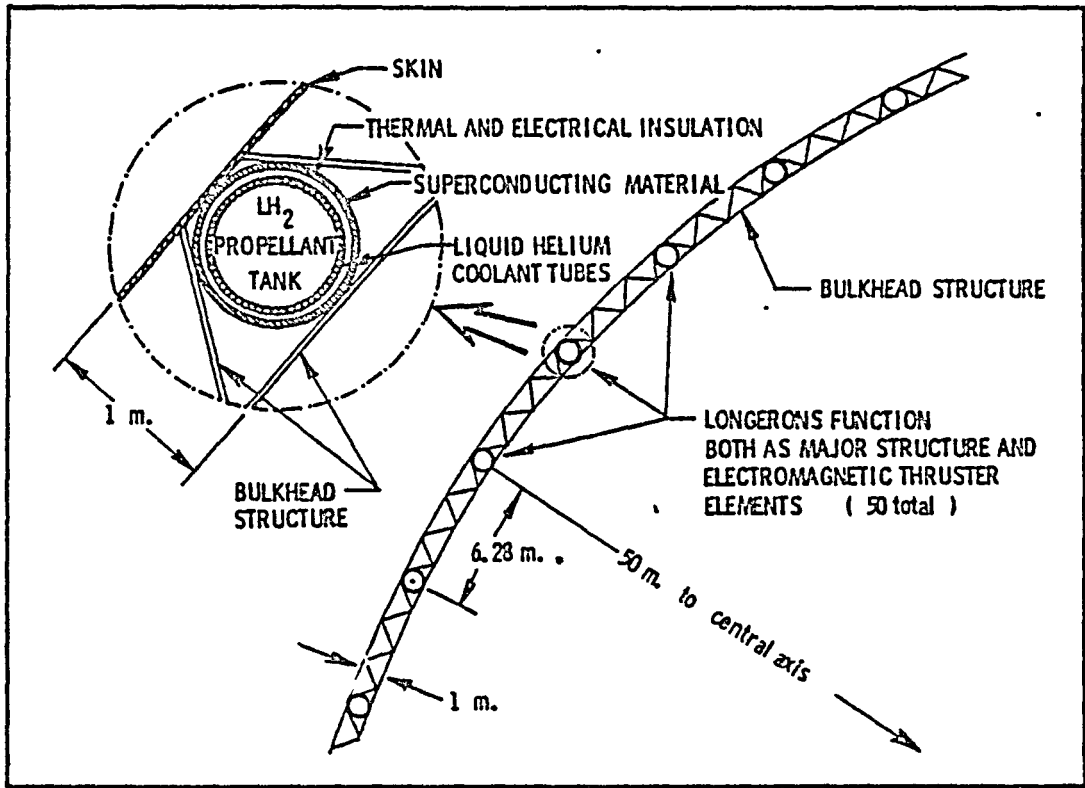 SKIN
THERMAL AND ELECTRICAL INSULATION
SUPERCONDUCTING MATERIAL
LH2
PROPELLANT
TANK
LIQUID HELIUM
COOLANT TUBES
BULKHEAD STRUCTURE
1 m.
BULKHEAD
STRUCTURE
LONGERONS FUNCTION
BOTH AS MAJOR STRUCTURE AND
ELECTROMAGNETIC THRUSTER
ELEMENTS ( 50 total )
6.28 m.
50 m. to central axis
1 m.